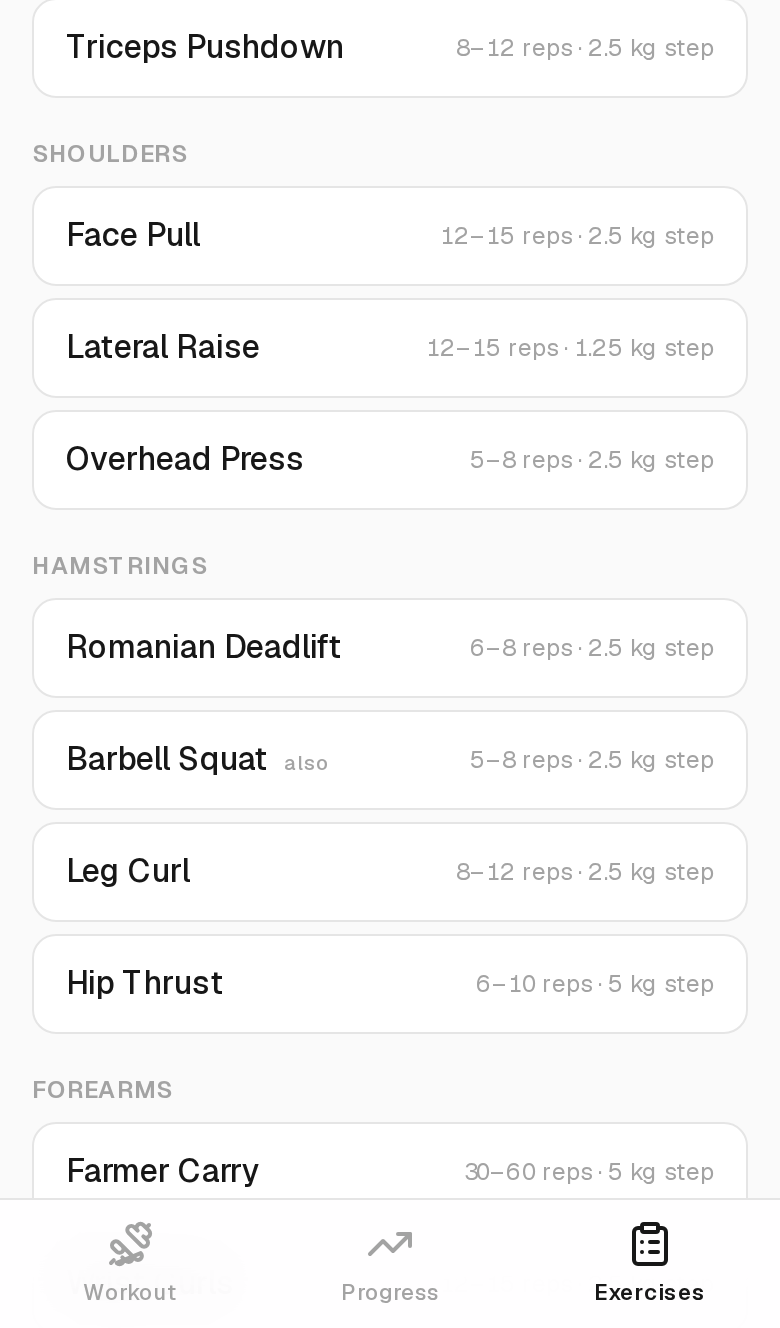 Triceps Pushdown 8–12 reps · 2.5 kg step
SHOULDERS
Face Pull 12–15 reps · 2.5 kg step
Lateral Raise 12–15 reps · 1.25 kg step
Overhead Press 5–8 reps · 2.5 kg step
HAMSTRINGS
Romanian Deadlift 6–8 reps · 2.5 kg step
Barbell Squat also 5–8 reps · 2.5 kg step
Leg Curl 8–12 reps · 2.5 kg step
Hip Thrust 6–10 reps · 5 kg step
FOREARMS
Farmer Carry 30–60 reps · 5 kg step
Workout Progress Exercises